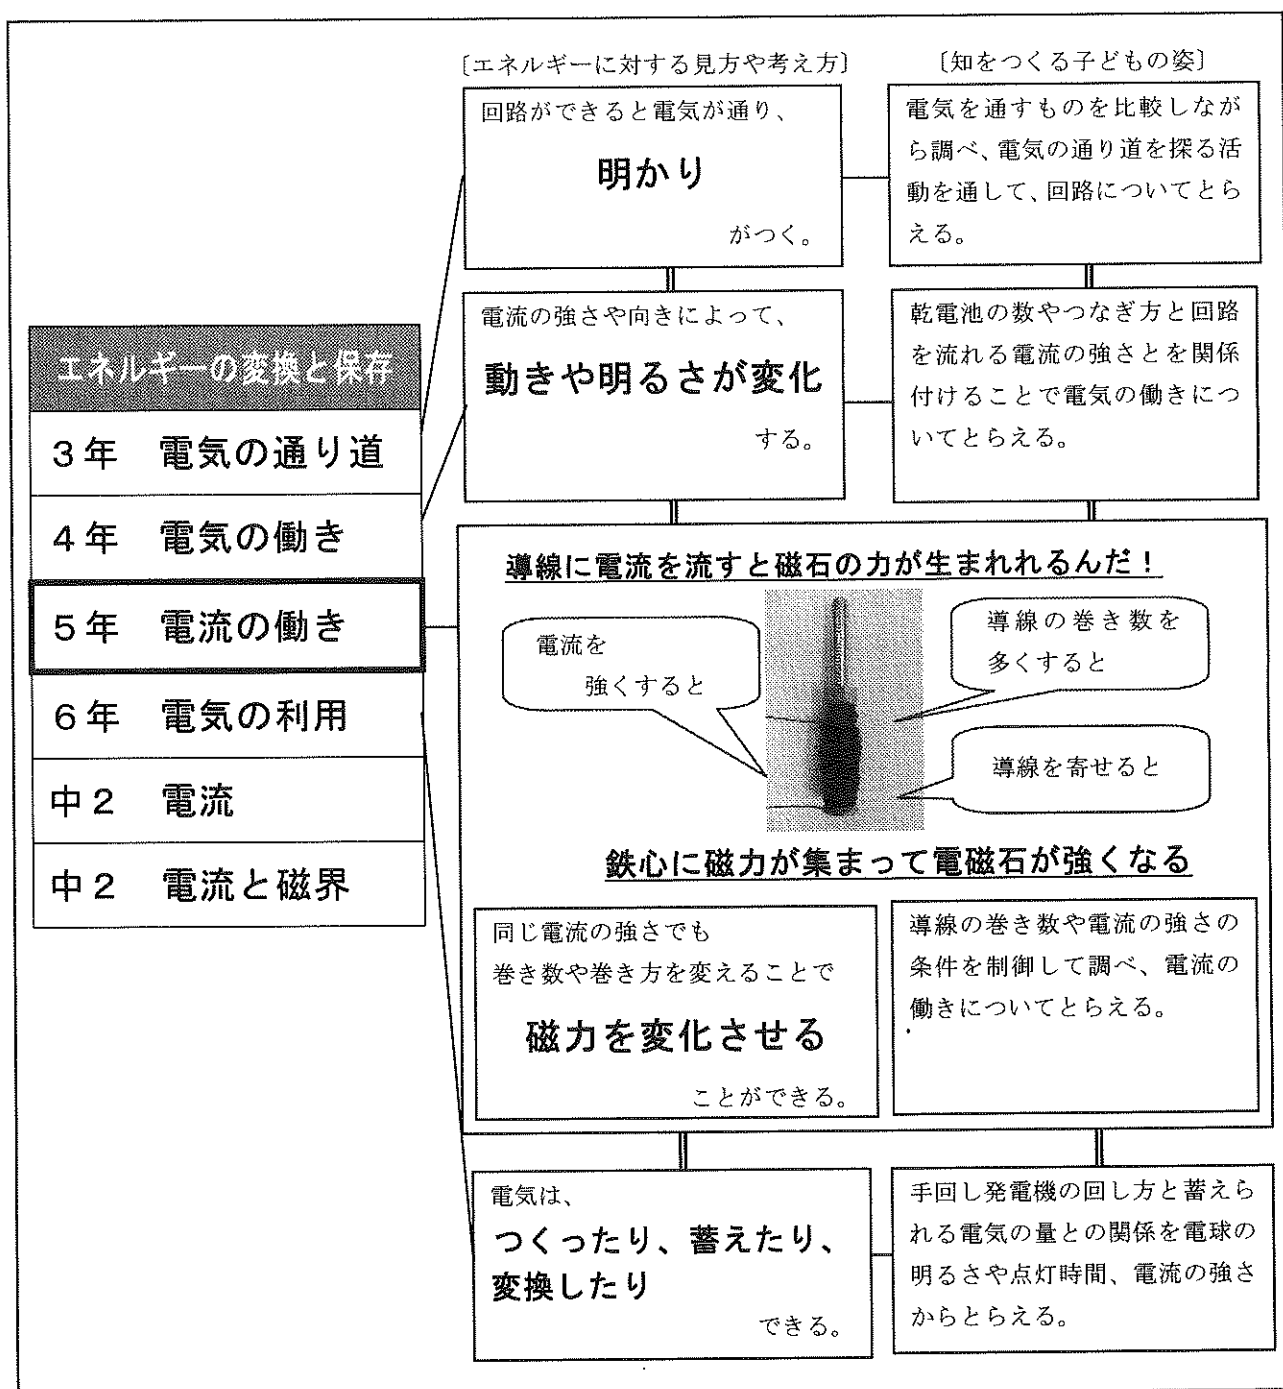 〔エネルギーに対する見方や考え方〕
〔知をつくる子どもの姿〕
回路ができると電気が通り、
明かり
がつく。
電気を通すものを比較しなが
ら調べ、電気の通り道を探る活
動を通して、回路についてとら
える。
電流の強さや向きによって、
動きや明るさが変化
する。
乾電池の数やつなぎ方と回路
を流れる電流の強さとを関係
付けることで電気の働きにつ
いてとらえる。
エネルギーの変換と保存
3年 電気の通り道
4年 電気の働き
5年 電流の働き
6年 電気の利用
中2 電流
中2 電流と磁界
導線に電流を流すと磁石の力が生まれれるんだ！
電流を
強くすると
導線の巻き数を
多くすると
導線を寄せると
鉄心に磁力が集まって電磁石が強くなる
同じ電流の強さでも
巻き数や巻き方を変えることで
磁力を変化させる
ことができる。
導線の巻き数や電流の強さの
条件を制御して調べ、電流の
働きについてとらえる。
電気は、
つくったり、蓄えたり、
変換したり
できる。
手回し発電機の回し方と蓄えら
れる電気の量との関係を電球の
明るさや点灯時間、電流の強さ
からとらえる。